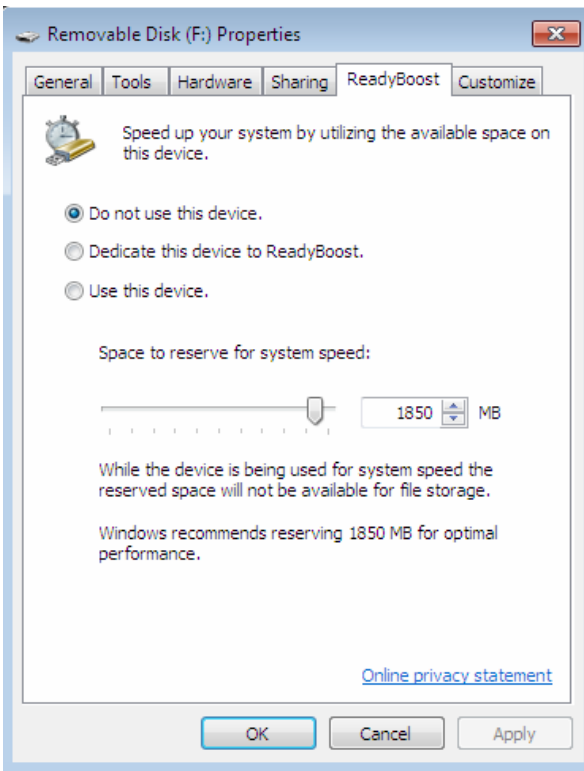 Removable Disk (F:) Properties
General Tools Hardware Sharing ReadyBoost Customize
Speed up your system by utilizing the available space on
this device.
Do not use this device.
Dedicate this device to ReadyBoost.
Use this device.
Space to reserve for system speed:
1850 MB
While the device is being used for system speed the
reserved space will not be available for file storage.
Windows recommends reserving 1850 MB for optimal
performance.
Online privacy statement
OK Cancel Apply